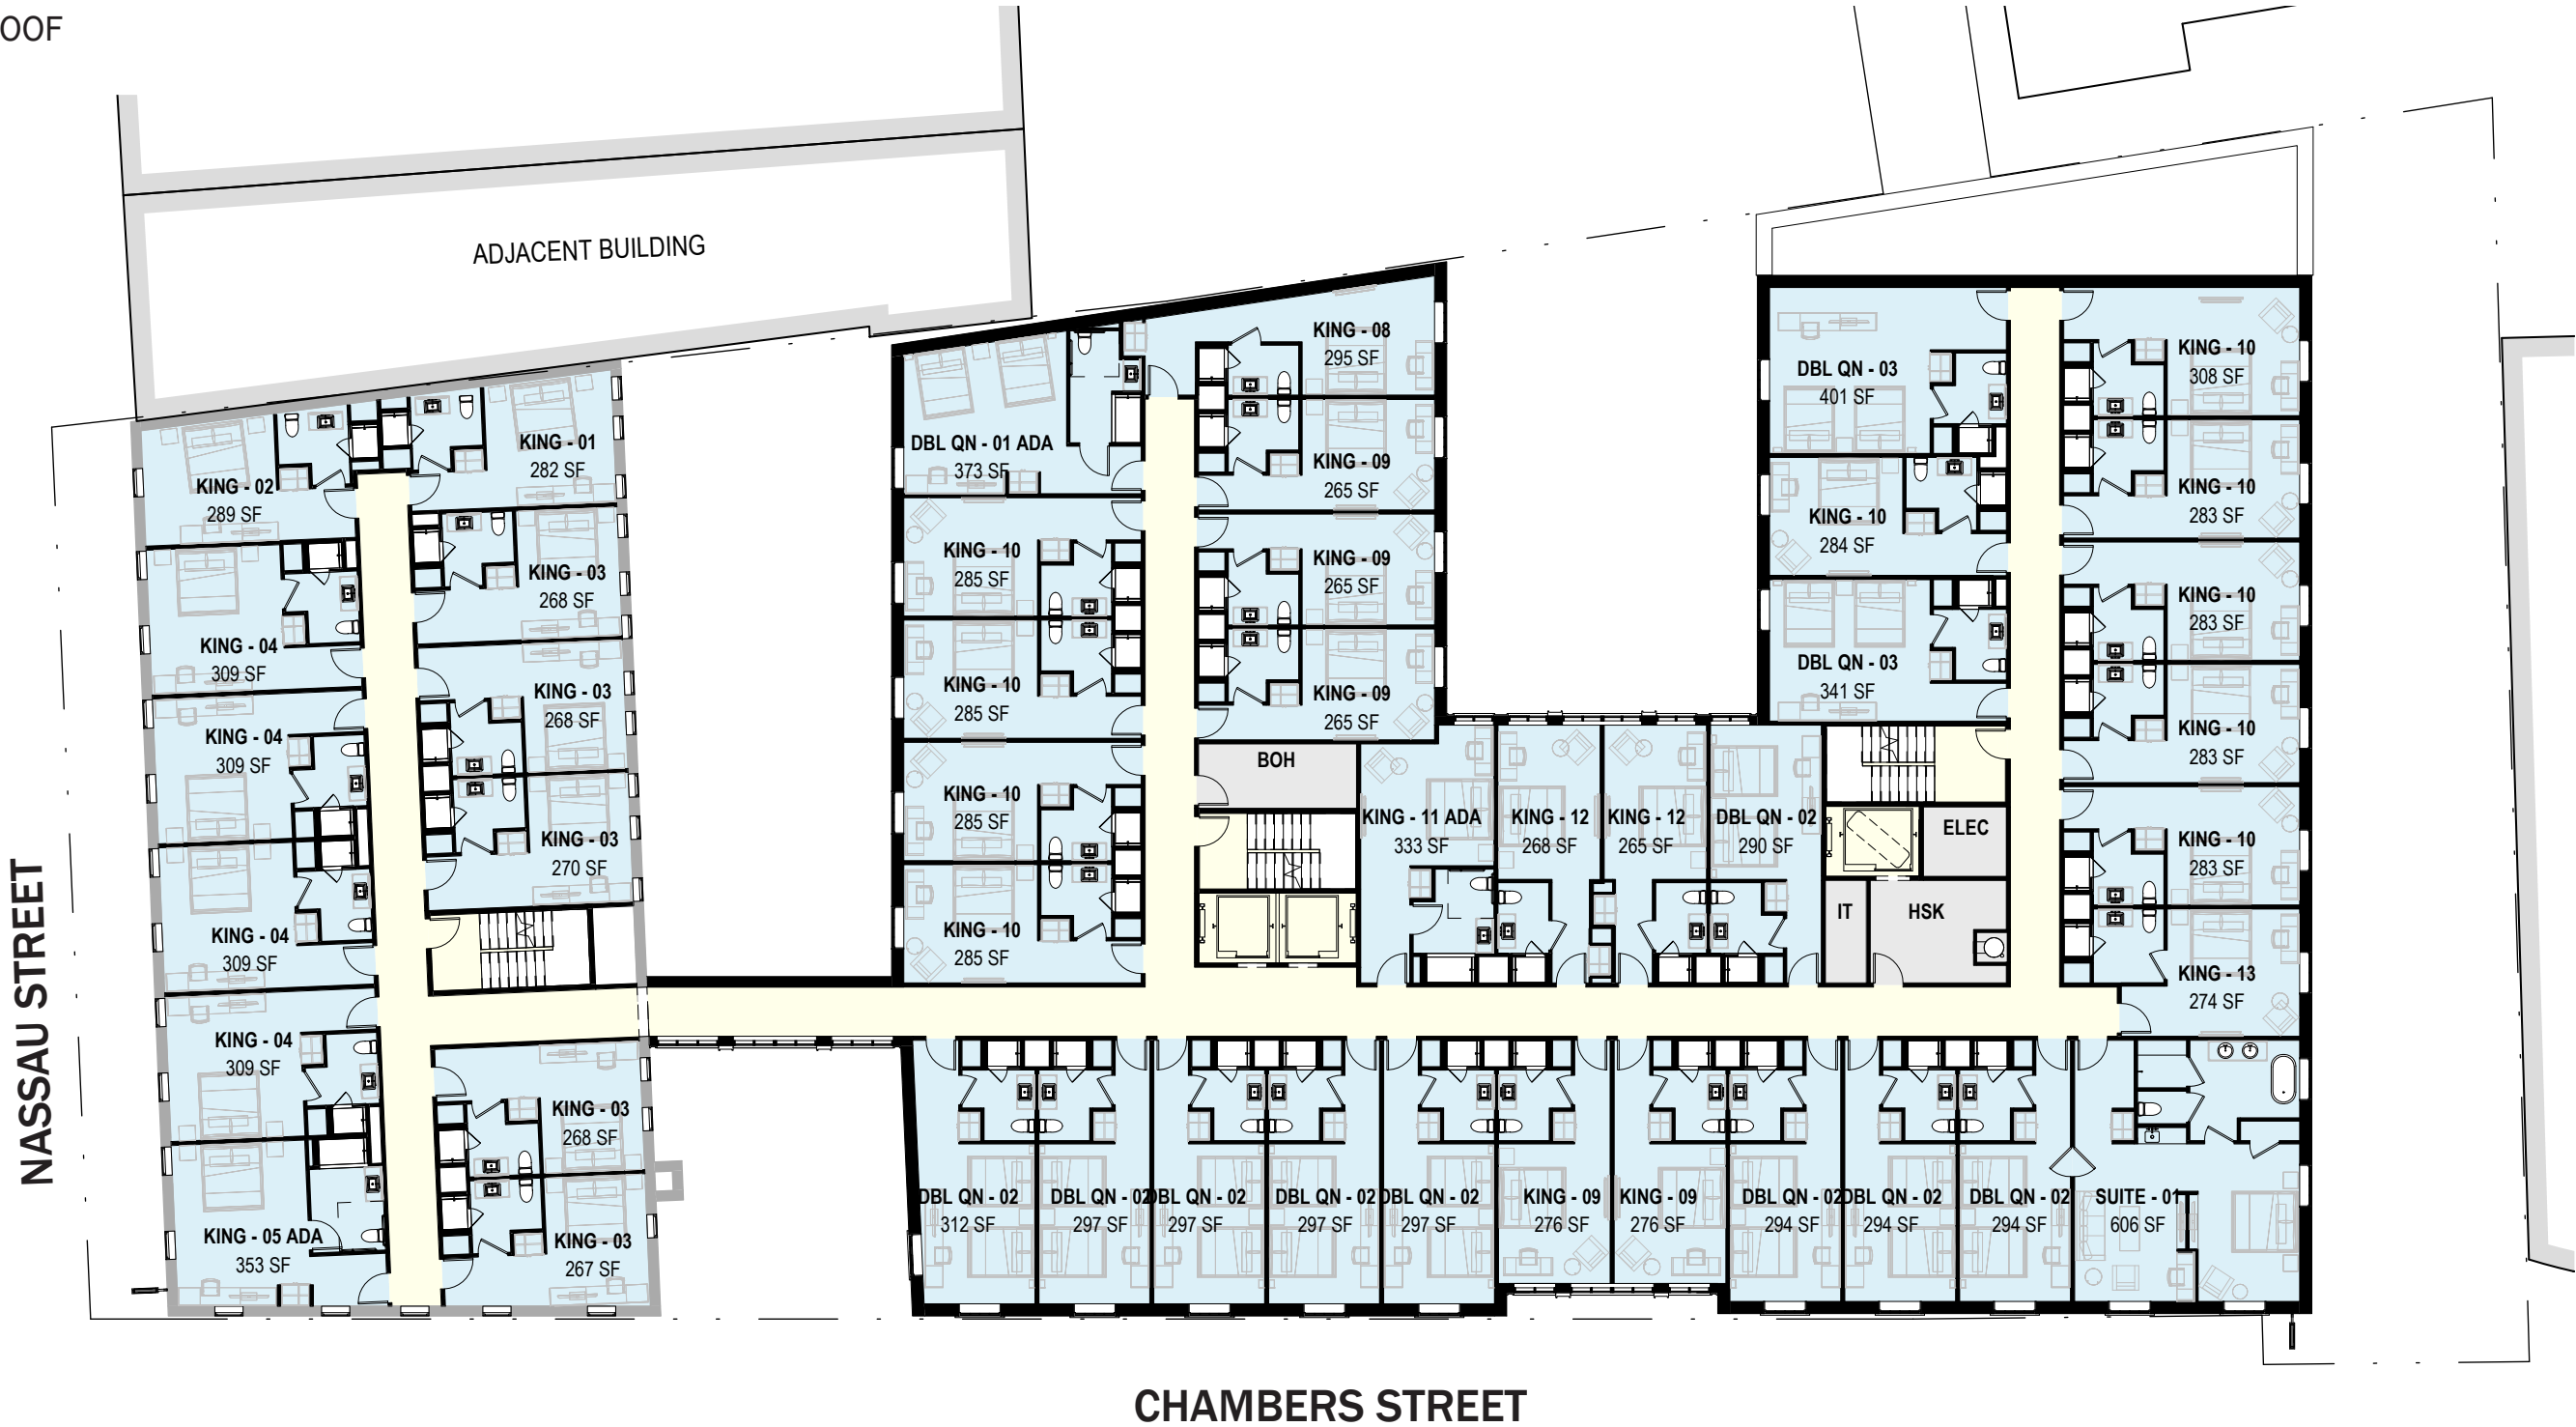 OOF
ADJACENT BUILDING
KING - 01
282 SF
KING - 02
289 SF
KING - 03
268 SF
KING - 04
309 SF
KING - 03
268 SF
KING - 04
309 SF
KING - 03
270 SF
KING - 04
309 SF
KING - 04
309 SF
KING - 03
268 SF
KING - 05 ADA
353 SF
KING - 03
267 SF
NASSAU STREET
KING - 08
295 SF
DBL QN - 01 ADA
373 SF
KING - 09
265 SF
KING - 10
285 SF
KING - 09
265 SF
KING - 10
285 SF
KING - 09
265 SF
KING - 10
285 SF
KING - 10
285 SF
BOH
KING - 11 ADA
333 SF
KING - 12
268 SF
KING - 12
265 SF
DBL QN - 02
290 SF
DBL QN - 03
401 SF
KING - 10
284 SF
DBL QN - 03
341 SF
ELEC
IT
HSK
KING - 10
308 SF
KING - 10
283 SF
KING - 10
283 SF
KING - 10
283 SF
KING - 10
283 SF
KING - 13
274 SF
DBL QN - 02
312 SF
DBL QN - 02
297 SF
DBL QN - 02
297 SF
DBL QN - 02
297 SF
DBL QN - 02
297 SF
KING - 09
276 SF
KING - 09
276 SF
DBL QN - 02
294 SF
DBL QN - 02
294 SF
DBL QN - 02
294 SF
SUITE - 01
606 SF
CHAMBERS STREET